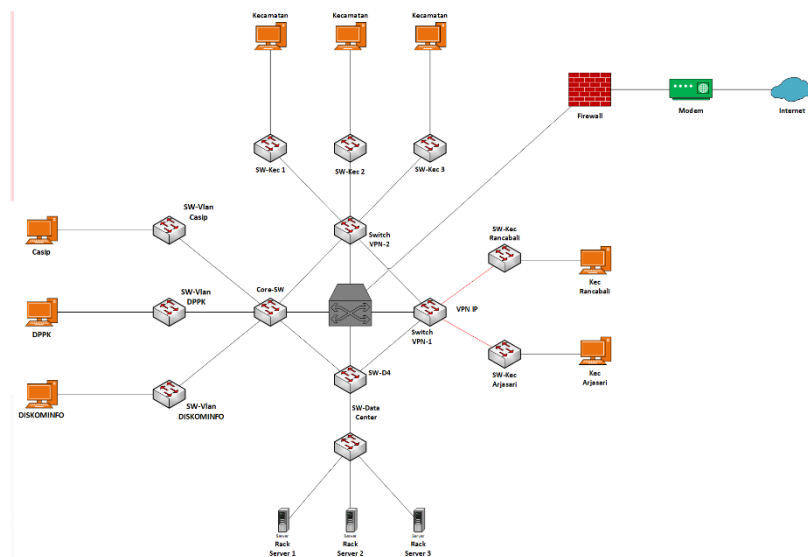 Kecamatan
Kecamatan
Kecamatan
Firewall
Modem
Internet
SW-Kec 1
SW-Kec 2
SW-Kec 3
SW-Vlan
Casip
Casip
Switch
VPN-2
SW-Kec
Rancabali
Kec
Rancabali
SW-Vlan
DPPK
DPPK
Core-SW
VPN IP
Switch
VPN-1
SW-Kec
Arjasari
Kec
Arjasari
SW-D4
DISKOMINFO
SW-Vlan
DISKOMINFO
SW-Data
Center
Server
Rack
Server 1
Server
Rack
Server 2
Server
Rack
Server 3